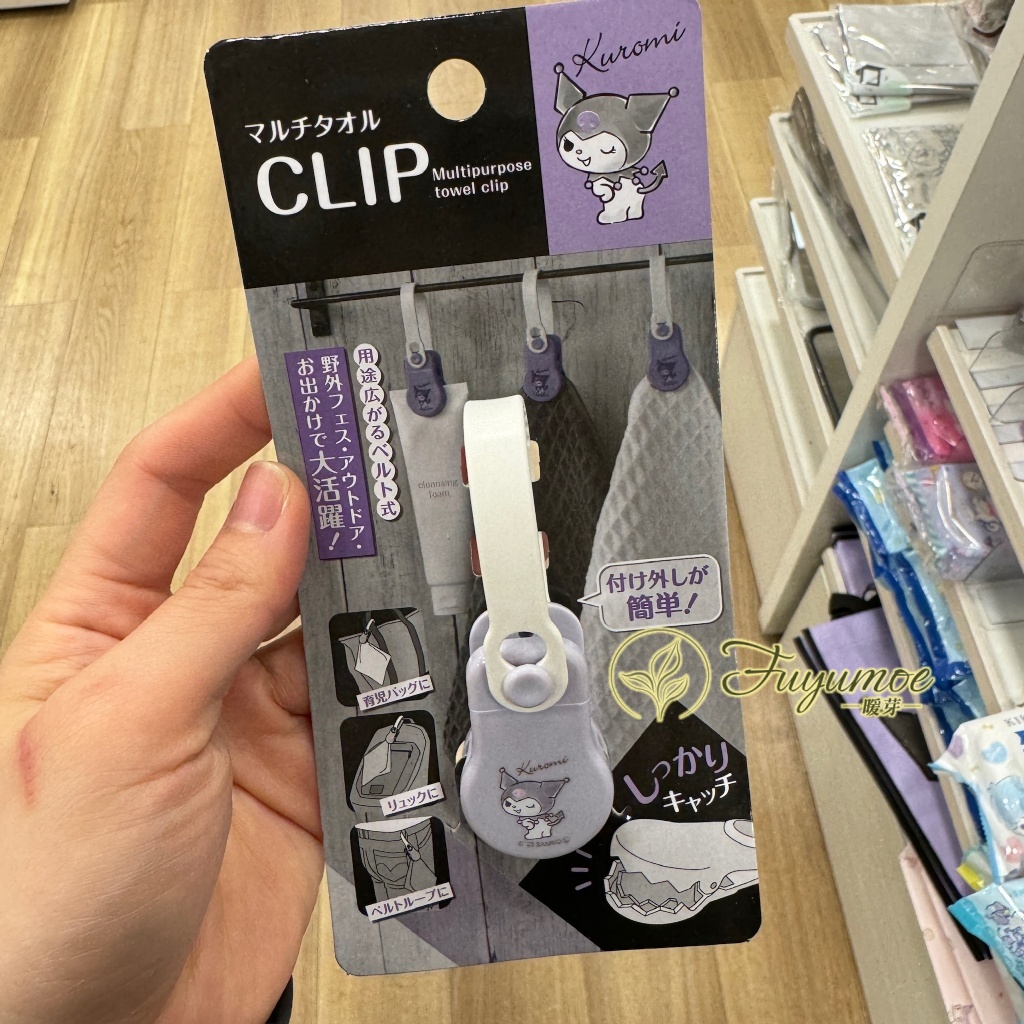 Kuromi
マルチタオル
CLIP
Multipurpose
towel clip
用途広がるベルト式
野外フェス・アウトドア・
お出かけで大活躍!
cleansing
foam
付け外しが
簡単!
Fuyumoe
暖芽
育児バッグに
リュックに
ベルトループに
しっかり
キャッチ
Kuromi